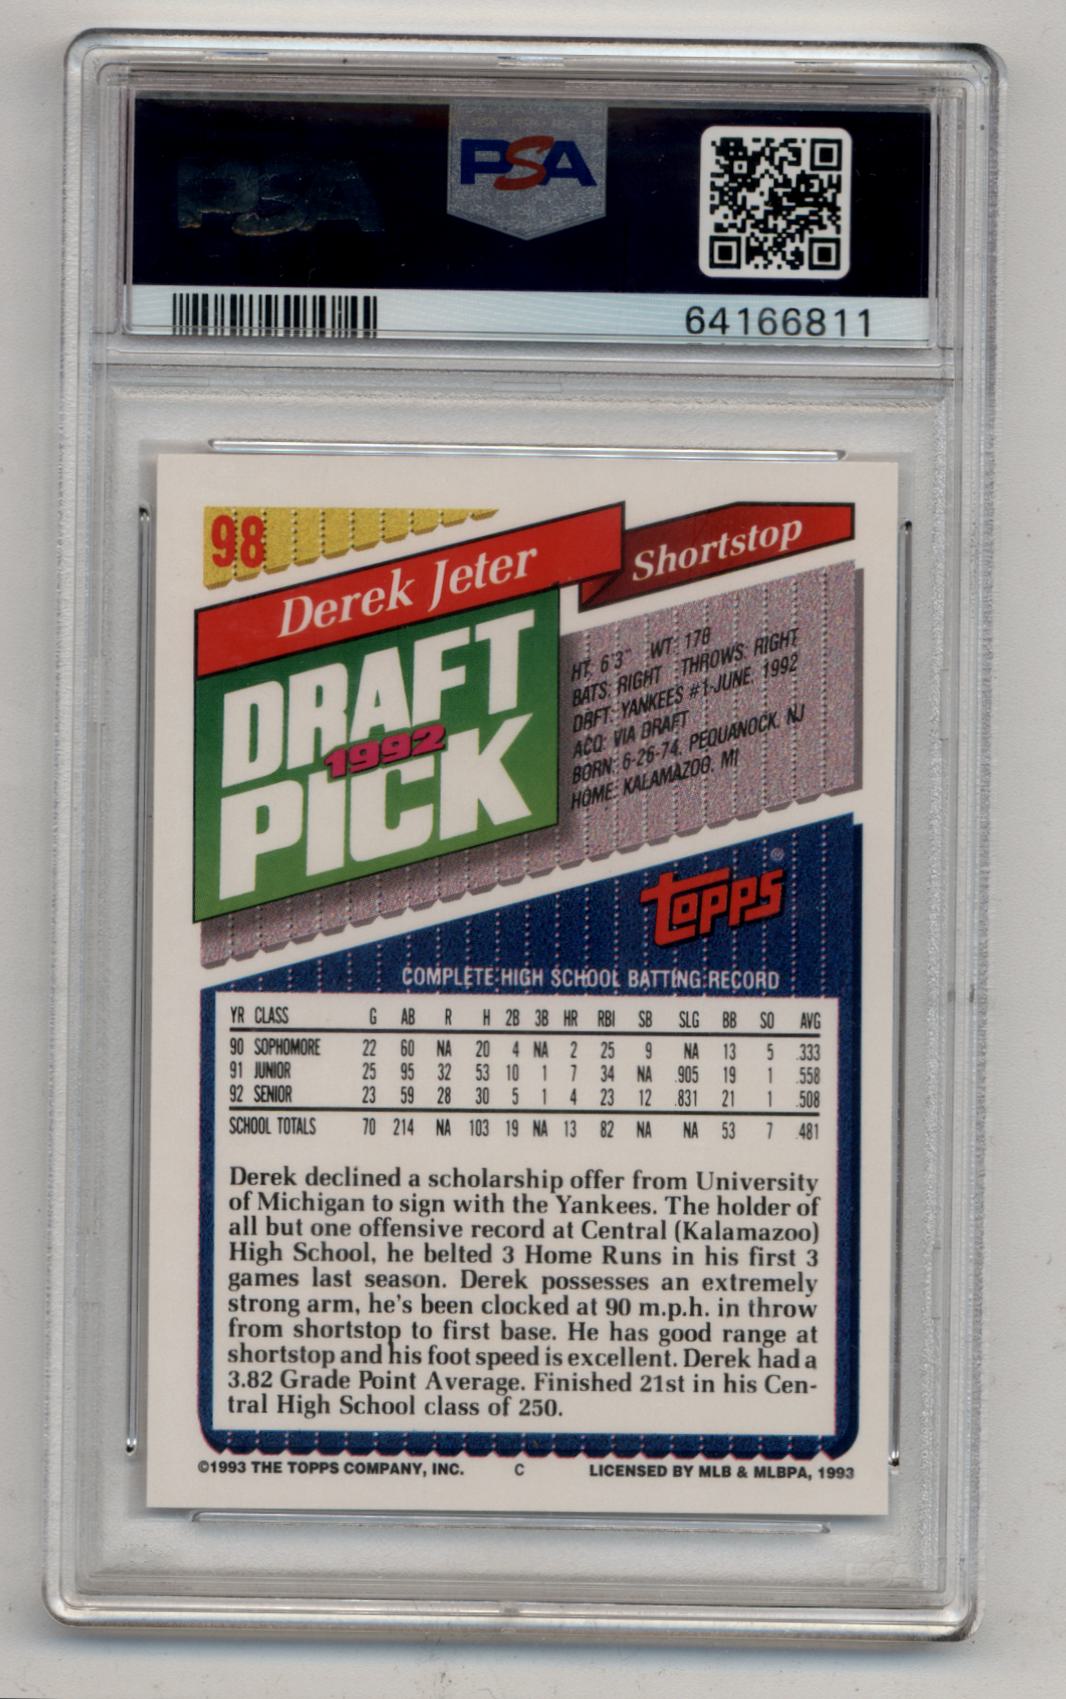 PSA
PSA
64166811
98
Derek Jeter
Shortstop
DRAFT
1992
PICK
HT: 6'3" WT: 178
BATS: RIGHT THROWS: RIGHT
DRFT: YANKEES #1-JUNE, 1992
ACQ: VIA DRAFT
BORN: 6-26-74, PEQUANOCK, NJ
HOME: KALAMAZOO, MI
topps®
COMPLETE HIGH SCHOOL BATTING RECORD
YR CLASS G AB R H 2B 3B HR RBI SB SLG BB SO AVG
90 SOPHOMORE 22 60 NA 20 4 NA 2 25 9 NA 13 5 .333
91 JUNIOR 25 95 32 53 10 1 7 34 NA .905 19 1 .558
92 SENIOR 23 59 28 30 5 1 4 23 12 .831 21 1 .508
SCHOOL TOTALS 70 214 NA 103 19 NA 13 82 NA NA 53 7 .481
Derek declined a scholarship offer from University
of Michigan to sign with the Yankees. The holder of
all but one offensive record at Central (Kalamazoo)
High School, he belted 3 Home Runs in his first 3
games last season. Derek possesses an extremely
strong arm, he's been clocked at 90 m.p.h. in throw
from shortstop to first base. He has good range at
shortstop and his foot speed is excellent. Derek had a
3.82 Grade Point Average. Finished 21st in his Cen-
tral High School class of 250.
©1993 THE TOPPS COMPANY, INC. C LICENSED BY MLB & MLBPA, 1993